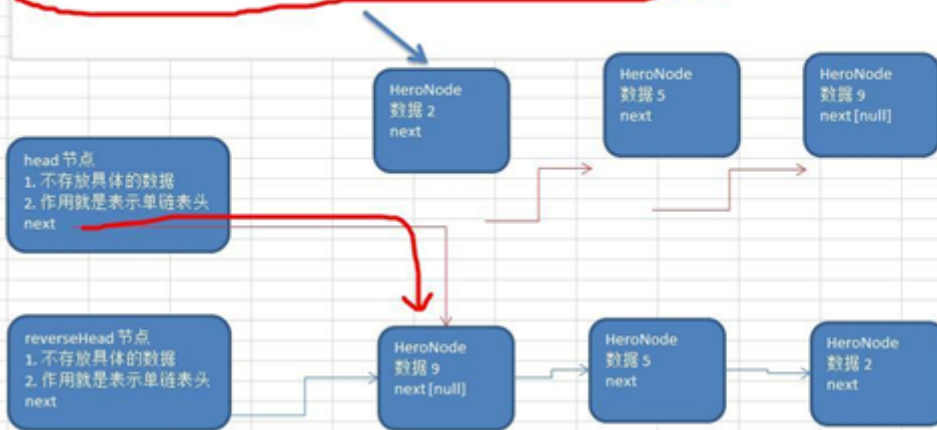 HeroNode
数据 2
next
HeroNode
数据 5
next
HeroNode
数据 9
next [null]
head 节点
1. 不存放具体的数据
2. 作用就是表示单链表头
next
reverseHead 节点
1. 不存放具体的数据
2. 作用就是表示单链表头
next
HeroNode
数据 9
next [null]
HeroNode
数据 5
next
HeroNode
数据 2
next